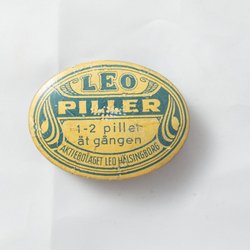 LEO
PILLER
1-2 piller
åt gången
AKTIEBOLAGET LEO HÄLSINGBORG